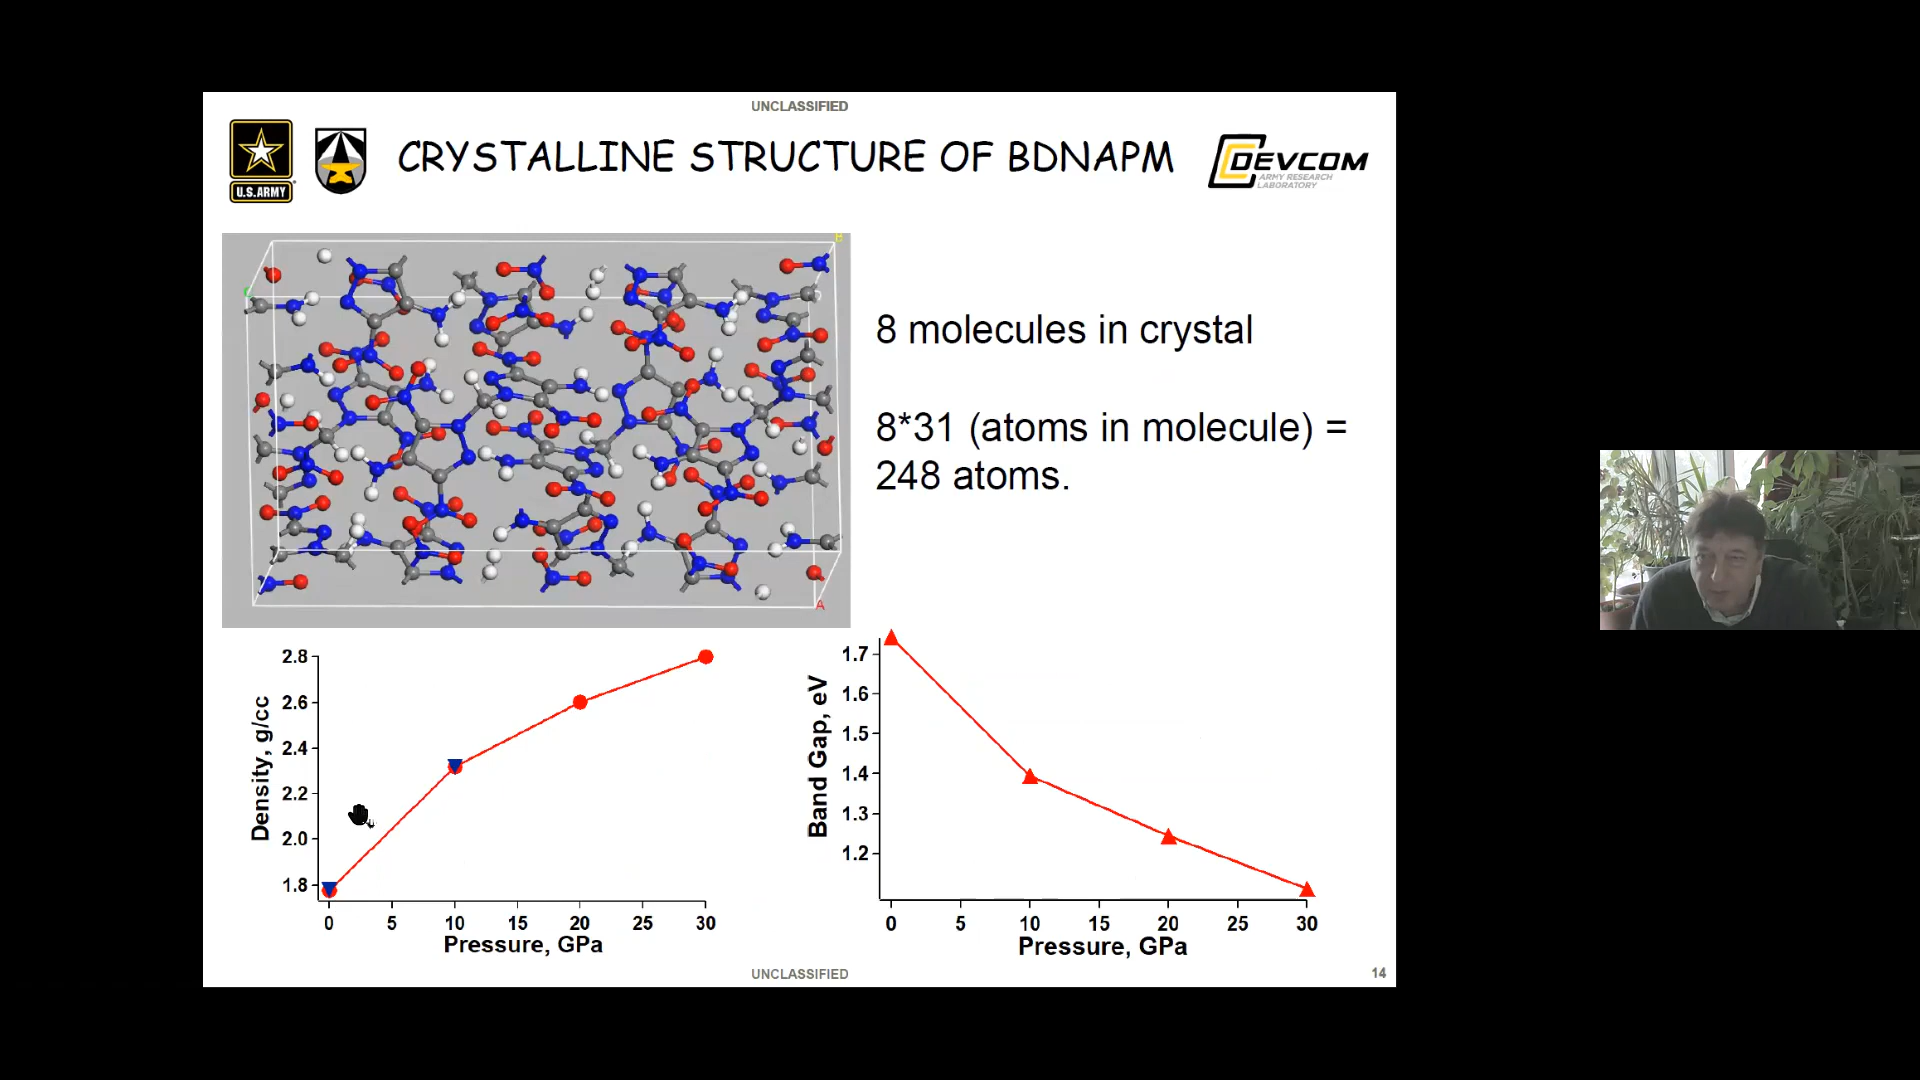 UNCLASSIFIED
U.S.ARMY
CRYSTALLINE STRUCTURE OF BDNAPM
DEVCOM
ARMY RESEARCH
LABORATORY
B
C
A
8 molecules in crystal
8*31 (atoms in molecule) =
248 atoms.
2.8
2.6
2.4
2.2
2.0
1.8
Density, g/cc
0 5 10 15 20 25 30
Pressure, GPa
1.7
1.6
1.5
1.4
1.3
1.2
Band Gap, eV
0 5 10 15 20 25 30
Pressure, GPa
UNCLASSIFIED
14